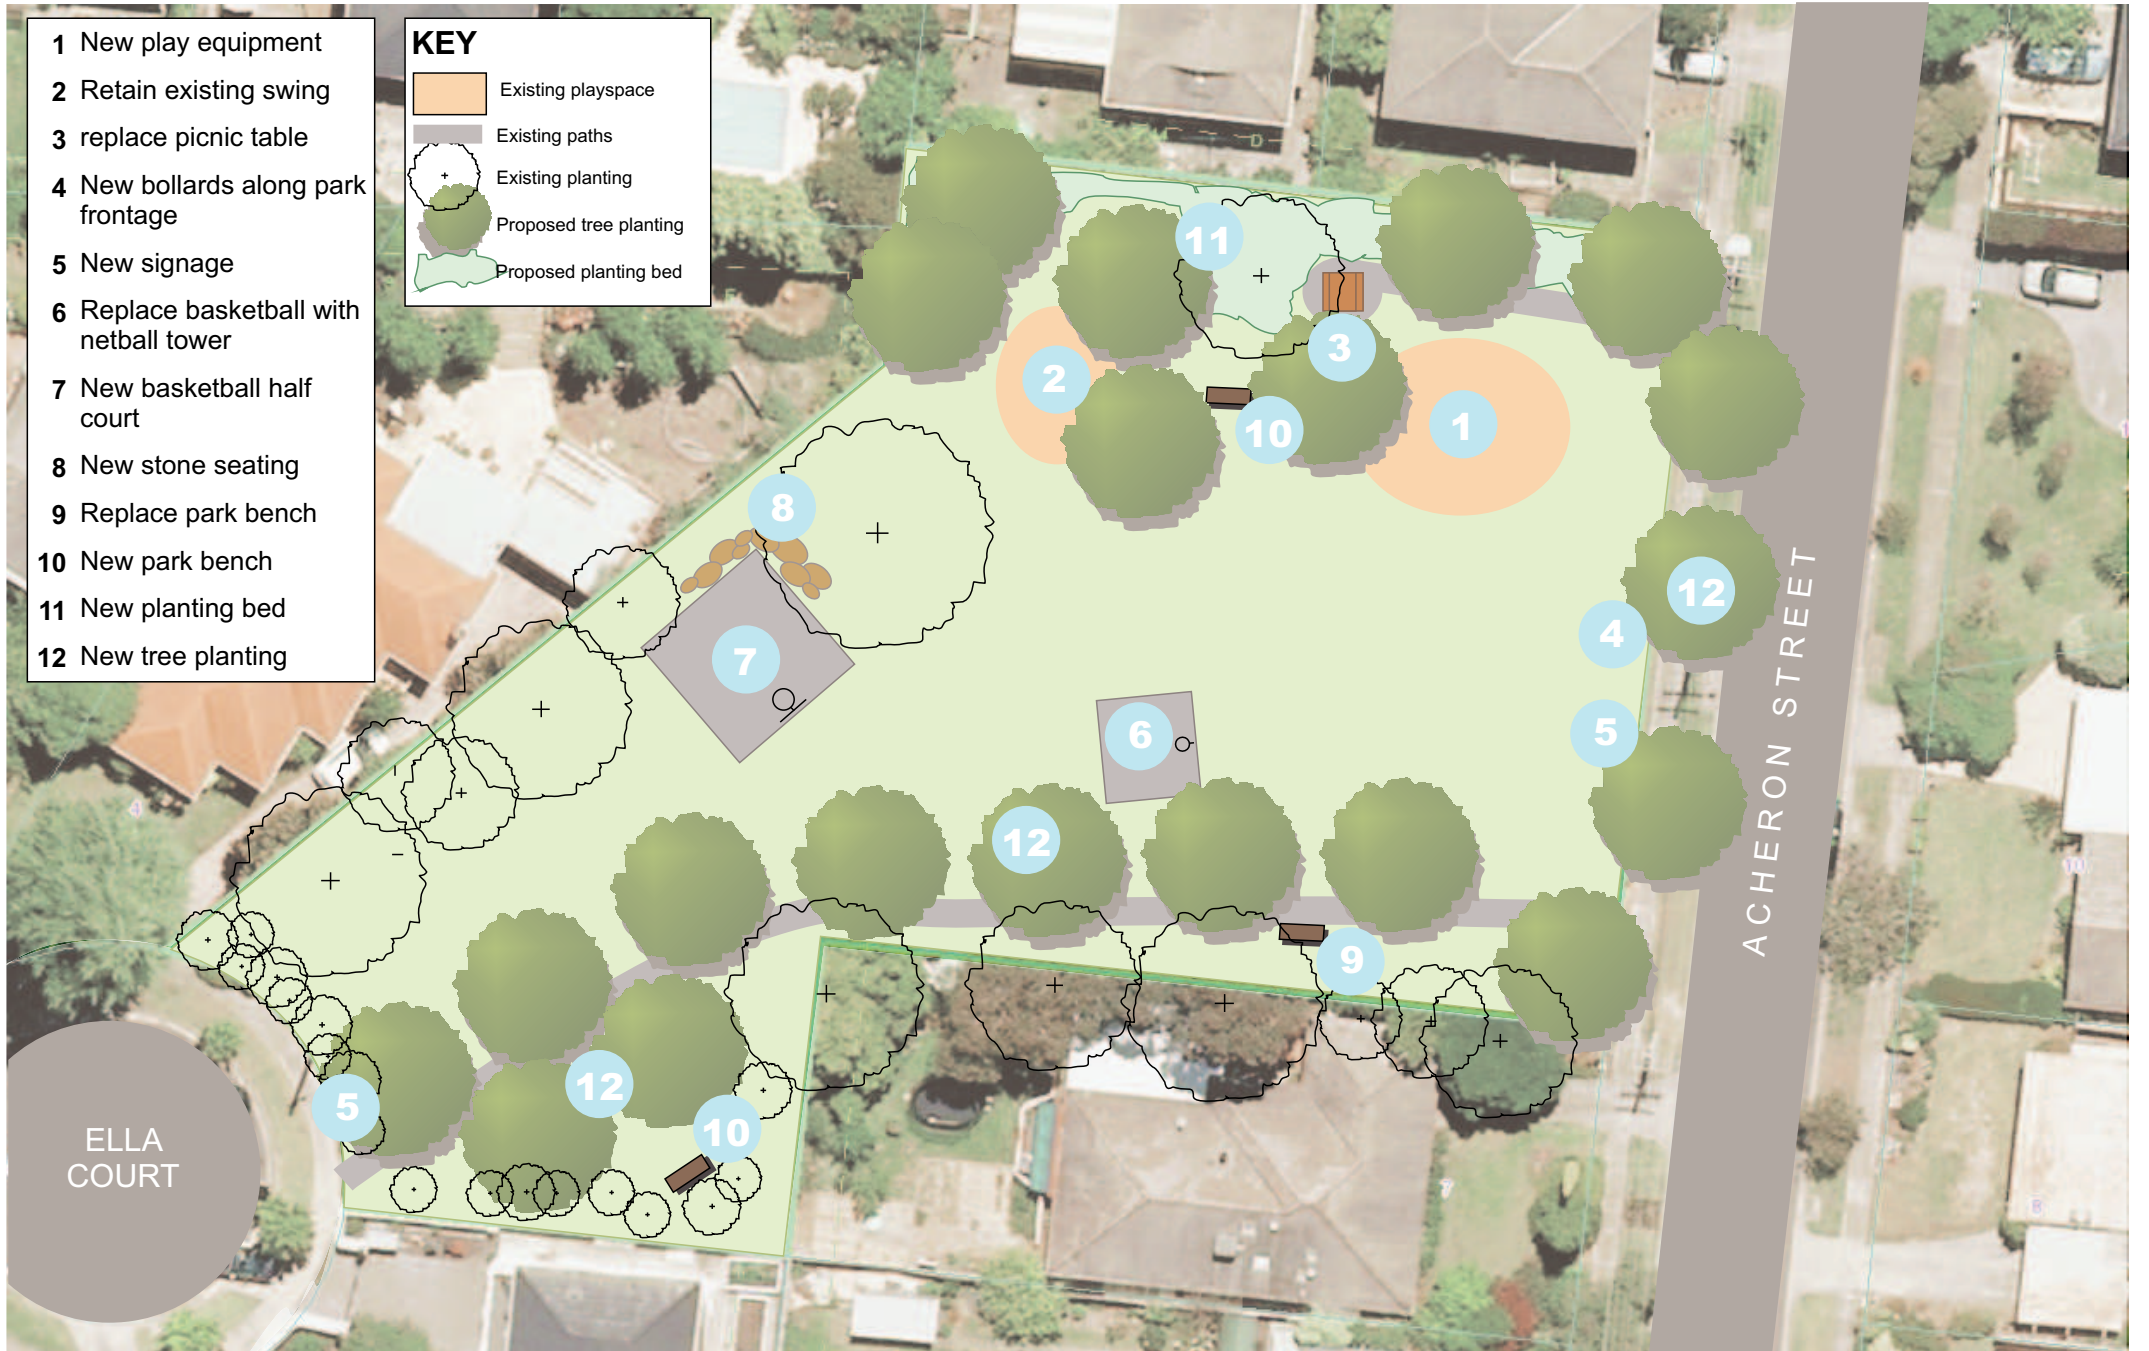 1 New play equipment
2 Retain existing swing
3 replace picnic table
4 New bollards along park
frontage
5 New signage
6 Replace basketball with
netball tower
7 New basketball half
court
8 New stone seating
9 Replace park bench
10 New park bench
11 New planting bed
12 New tree planting
KEY
Existing playspace
Existing paths
Existing planting
Proposed tree planting
Proposed planting bed
D
11
3
2
1
10
8
12
4
7
5
6
12
9
12
5
10
ACHERON STREET
ELLA
COURT
4
10
7
8